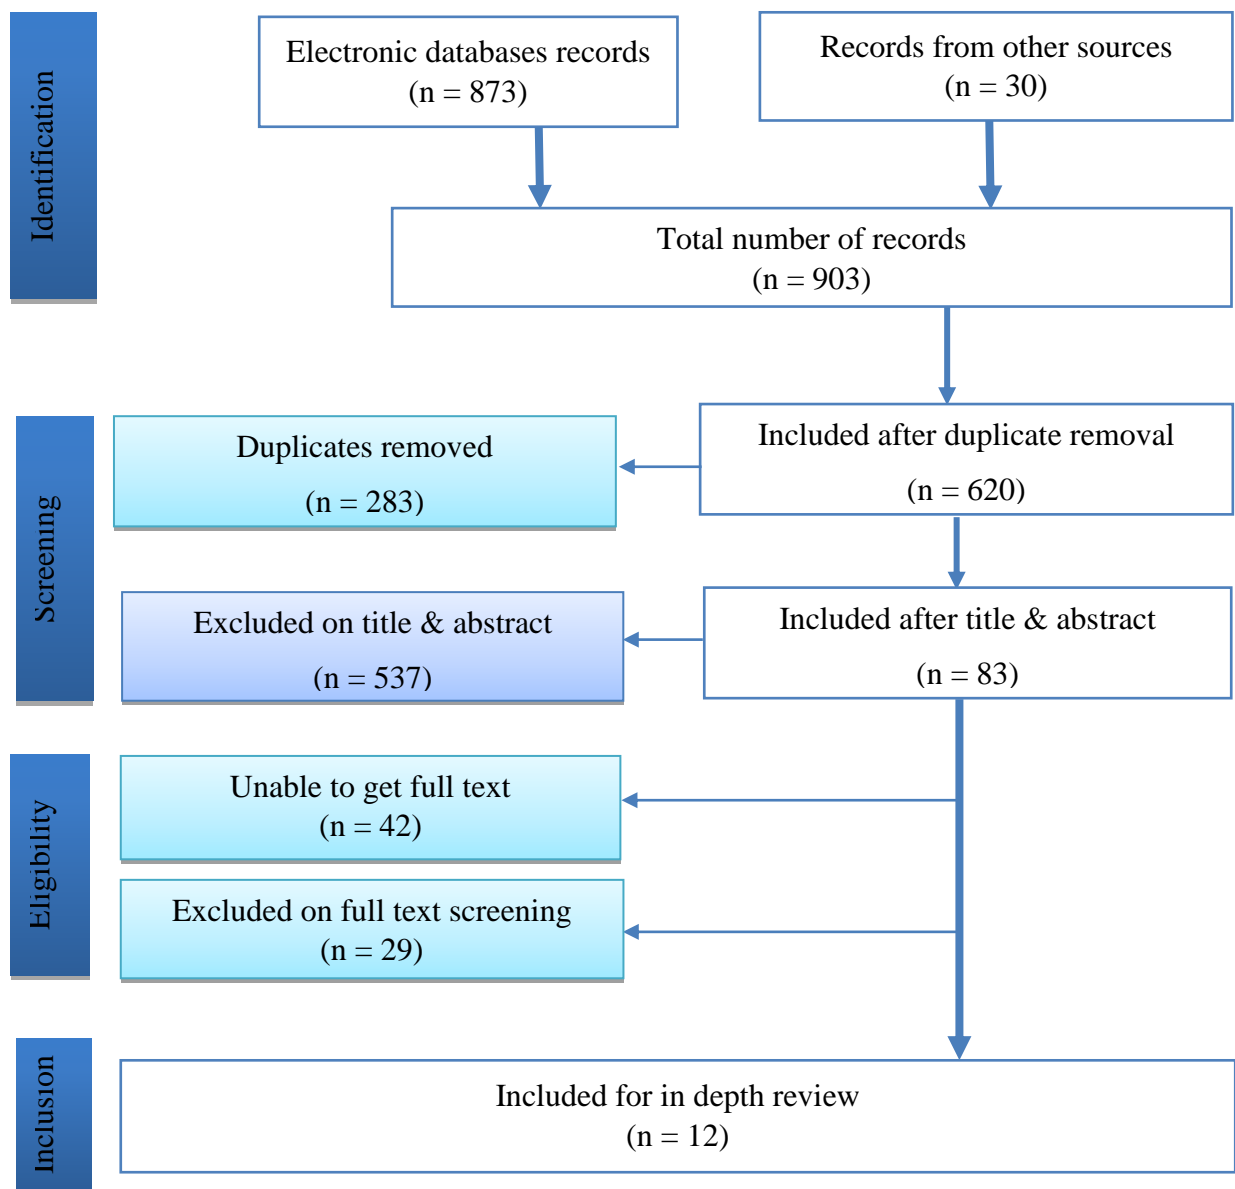 Identification
Electronic databases records
(n = 873)
Records from other sources
(n = 30)
Total number of records
(n = 903)
Screening
Duplicates removed
(n = 283)
Included after duplicate removal
(n = 620)
Excluded on title & abstract
(n = 537)
Included after title & abstract
(n = 83)
Eligibility
Unable to get full text
(n = 42)
Excluded on full text screening
(n = 29)
Inclusion
Included for in depth review
(n = 12)